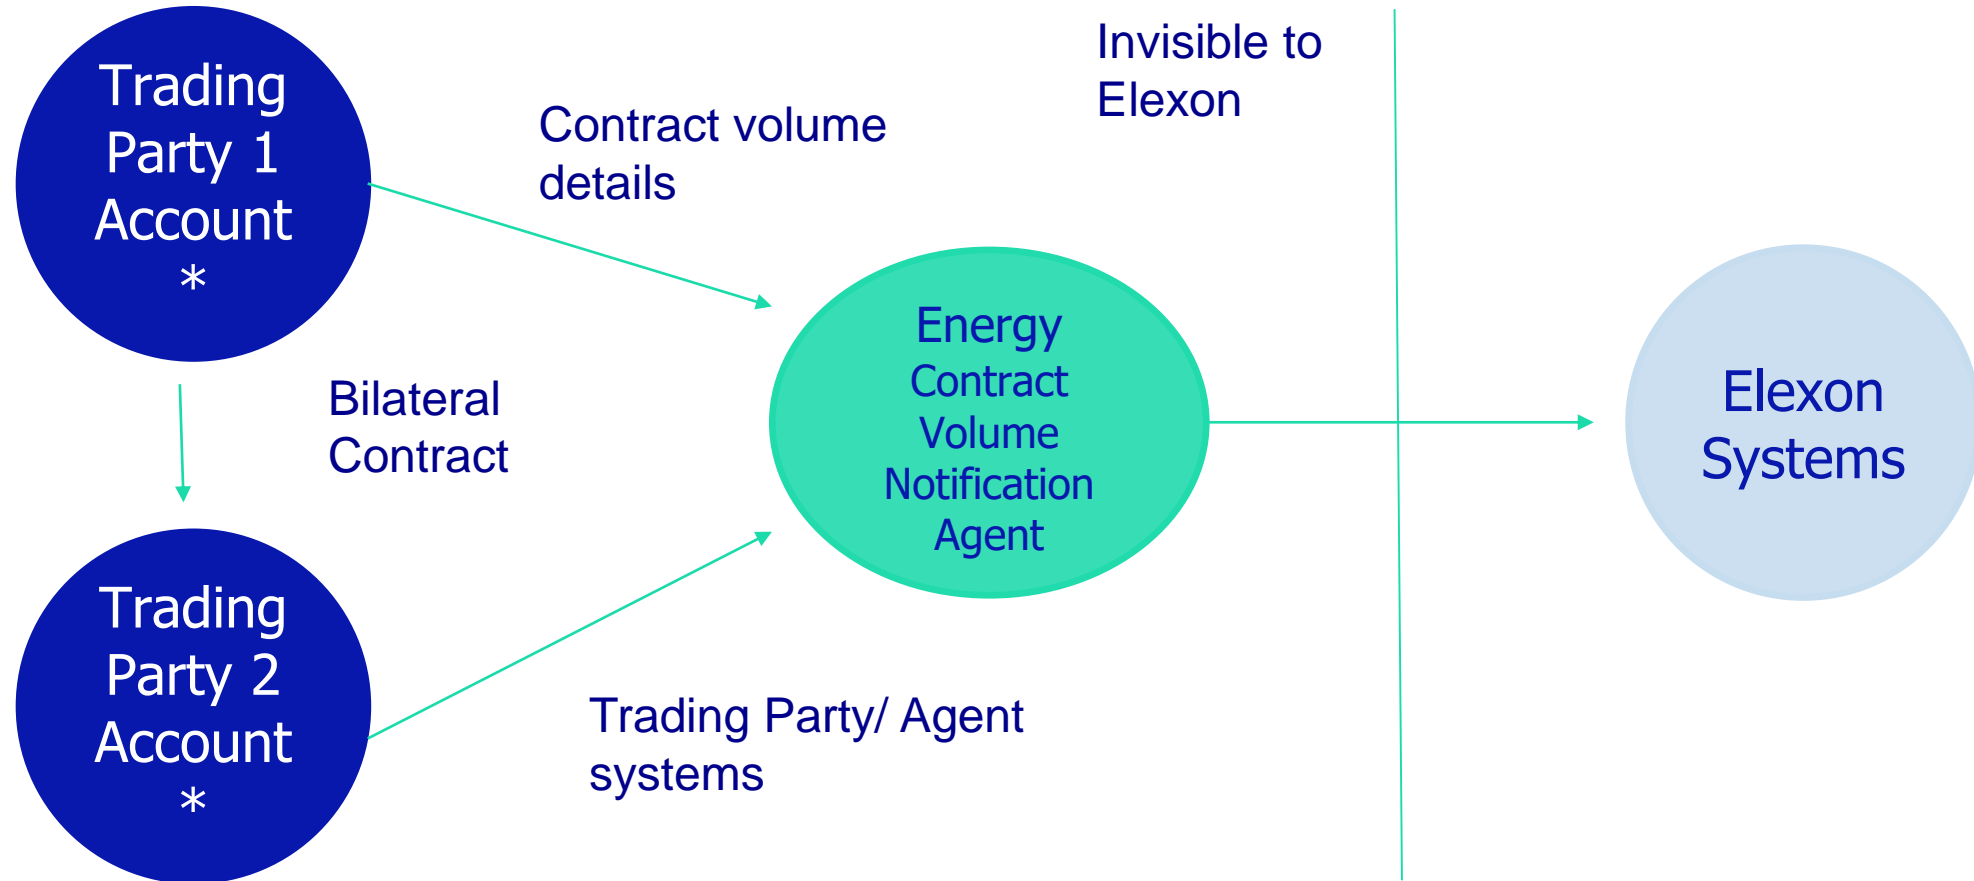 Trading
Party 1
Account
*
Contract volume
details
Invisible to
Elexon
Bilateral
Contract
Energy
Contract
Volume
Notification
Agent
Elexon
Systems
Trading
Party 2
Account
*
Trading Party/ Agent
systems